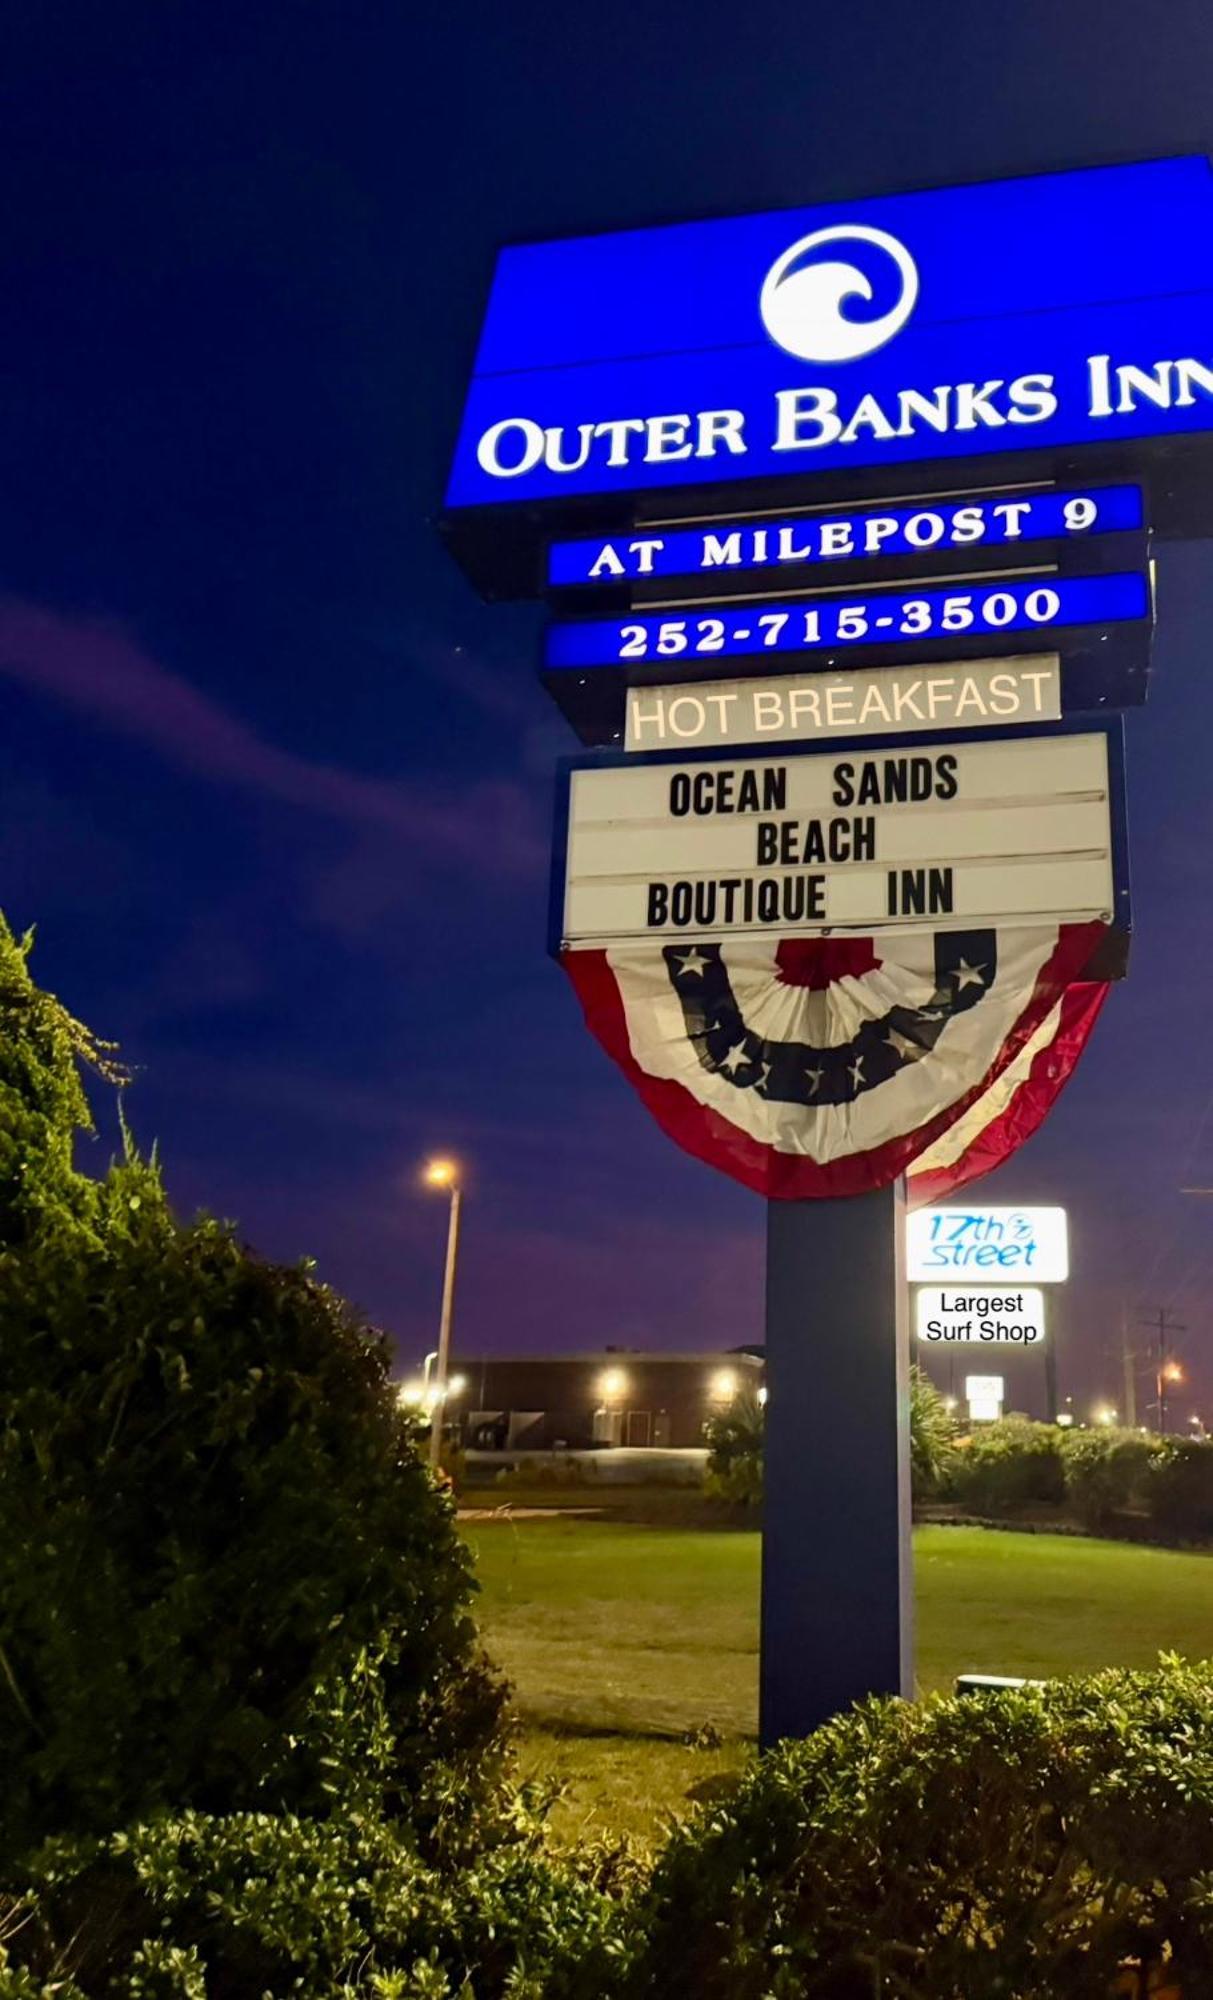 OUTER BANKS INN
AT MILEPOST 9
252-715-3500
HOT BREAKFAST
OCEAN SANDS
BEACH
BOUTIQUE INN
17th
street
Largest
Surf Shop